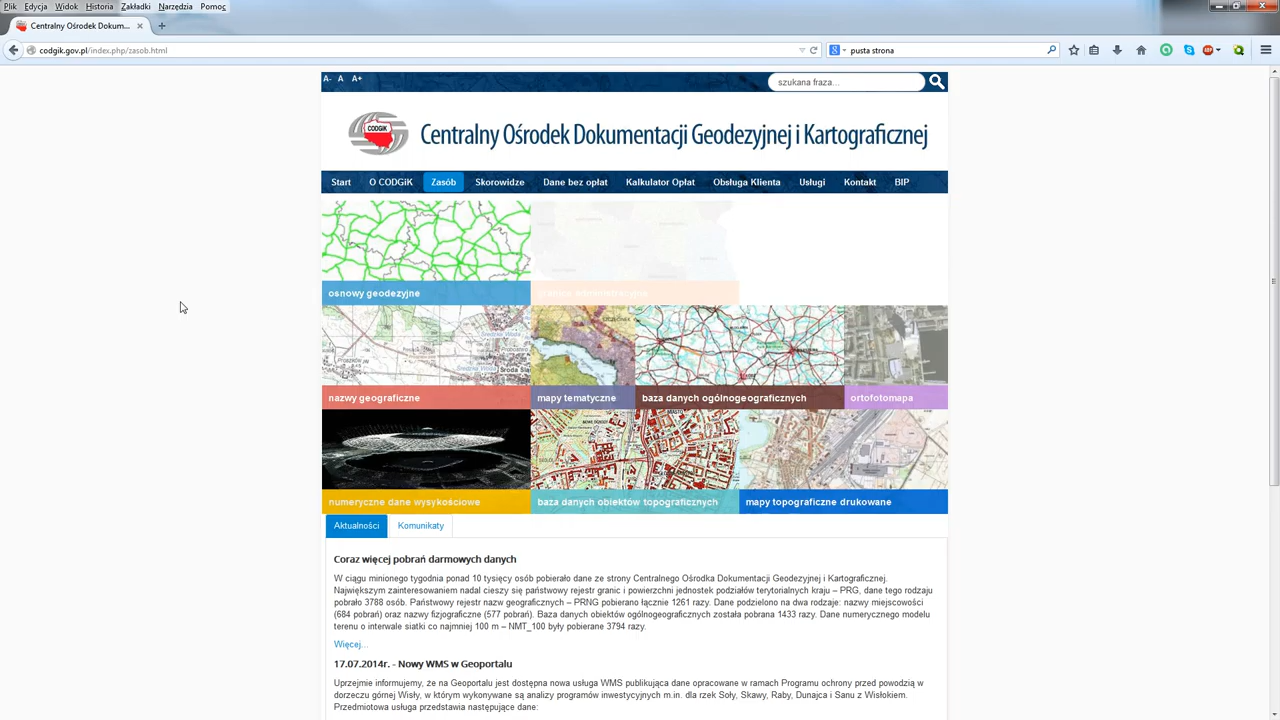 Plik Edycja Widok Historia Zakładki Narzędzia Pomoc
Centralny Ośrodek Dokum...
codgik.gov.pl/index.php/zasob.html
pusta strona
A- A A+
szukana fraza...
CODGIK
Centralny Ośrodek Dokumentacji Geodezyjnej i Kartograficznej
Start O CODGiK Zasób Skorowidze Dane bez opłat Kalkulator Opłat Obsługa Klienta Usługi Kontakt BIP
osnowy geodezyjne granice administracyjne
nazwy geograficzne mapy tematyczne baza danych ogólnogeograficznych ortofotomapa
numeryczne dane wysykościowe baza danych obiektów topograficznych mapy topograficzne drukowane
Aktualności Komunikaty
Coraz więcej pobrań darmowych danych
W ciągu minionego tygodnia ponad 10 tysięcy osób pobierało dane ze strony Centralnego Ośrodka Dokumentacji Geodezyjnej i Kartograficznej.
Największym zainteresowaniem nadal cieszy się państwowy rejestr granic i powierzchni jednostek podziałów terytorialnych kraju – PRG, dane tego rodzaju
pobrało 3788 osób. Państwowy rejestr nazw geograficznych – PRNG pobierano łącznie 1261 razy. Dane podzielono na dwa rodzaje: nazwy miejscowości
(684 pobrań) oraz nazwy fizjograficzne (577 pobrań). Baza danych obiektów ogólnogeograficznych została pobrana 1433 razy. Dane numerycznego modelu
terenu o interwale siatki co najmniej 100 m – NMT_100 były pobierane 3794 razy.
Więcej...
17.07.2014r. - Nowy WMS w Geoportalu
Uprzejmie informujemy, że na Geoportalu jest dostępna nowa usługa WMS publikująca dane opracowane w ramach Programu ochrony przed powodzią w
dorzeczu górnej Wisły, w którym wykonywane są analizy programów inwestycyjnych m.in. dla rzek Soły, Skawy, Raby, Dunajca i Sanu z Wisłokiem.
Przedmiotowa usługa przedstawia następujące dane: